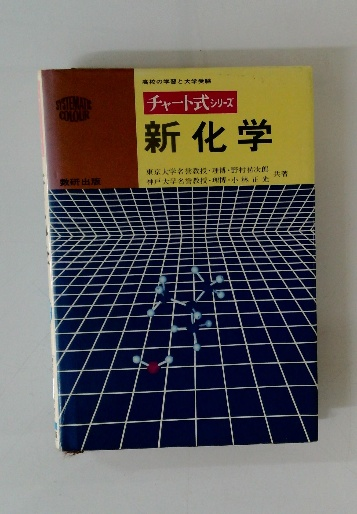 高校の学習と大学受験
SYSTEMATIC
COLOUR
チャート式シリーズ
新化学
東京大学名誉教授・理博・野村祐次郎
神戸大学名誉教授・理博・小林正光
共著
数研出版